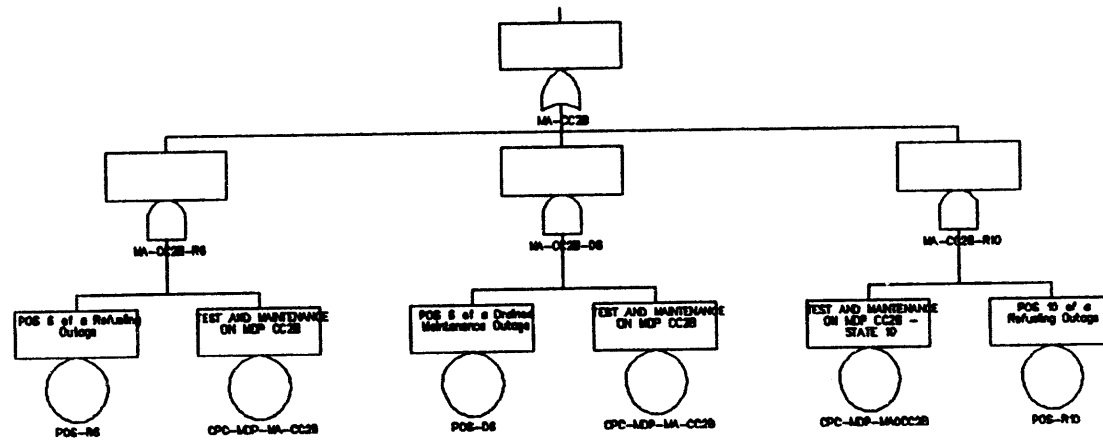 MA-CC2B
MA-CC2B-R6
MA-CC2B-D6
MA-CC2B-R10
POS 6 of a Refueling
Outage
TEST AND MAINTENANCE
ON MDP CC2B
POS 6 of a Drained
Maintenance Outage
TEST AND MAINTENANCE
ON MDP CC2B
TEST AND MAINTENANCE
ON MDP CC2B -
STATE 10
POS 10 of a
Refueling Outage
POS-R6
CPC-MDP-MA-CC2B
POS-D6
CPC-MDP-MA-CC2B
CPC-MDP-MA0CC2B
POS-R10